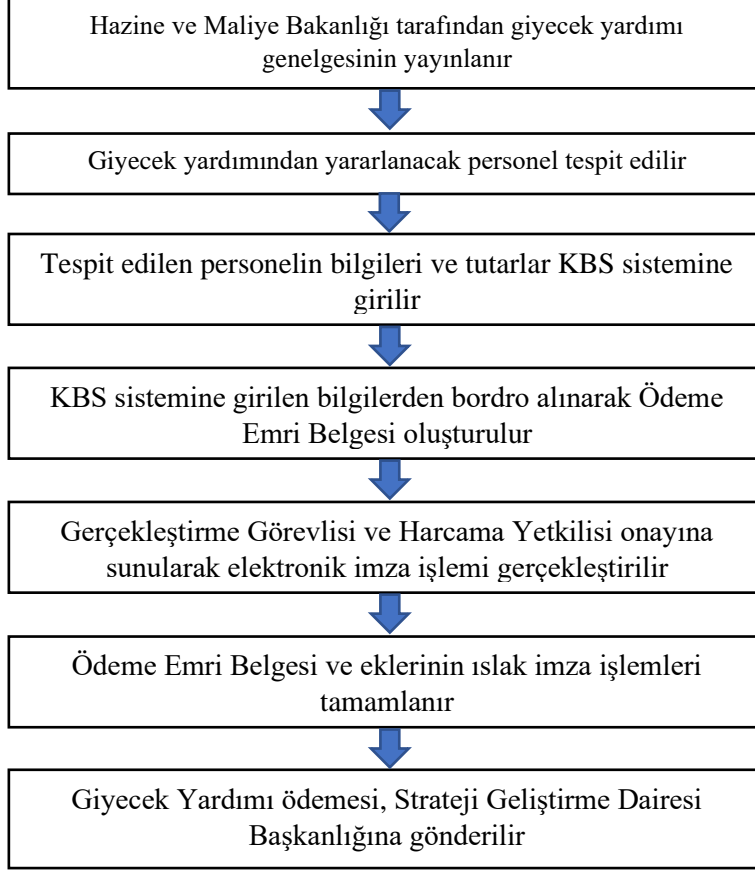 Hazine ve Maliye Bakanlığı tarafından giyecek yardımı
genelgesinin yayınlanır
Giyecek yardımından yararlanacak personel tespit edilir
Tespit edilen personelin bilgileri ve tutarlar KBS sistemine
girilir
KBS sistemine girilen bilgilerden bordro alınarak Ödeme
Emri Belgesi oluşturulur
Gerçekleştirme Görevlisi ve Harcama Yetkilisi onayına
sunularak elektronik imza işlemi gerçekleştirilir
Ödeme Emri Belgesi ve eklerinin ıslak imza işlemleri
tamamlanır
Giyecek Yardımı ödemesi, Strateji Geliştirme Dairesi
Başkanlığına gönderilir